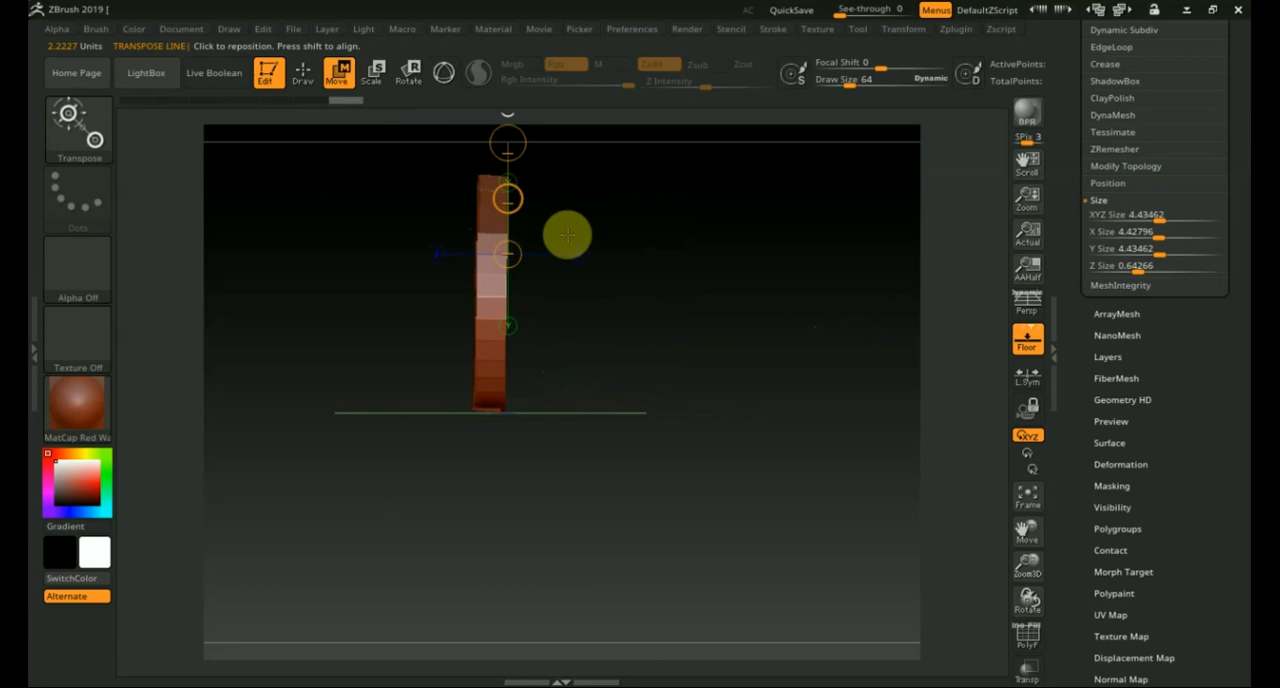 ZBrush 2019 [
AC QuickSave See-through 0 Menus DefaultZScript
Alpha Brush Color Document Draw Edit File Layer Light Macro Marker Material Movie Picker Preferences Render Stencil Stroke Texture Tool Transform Zplugin Zscript
2.2227 Units TRANSPOSE LINE| Click to reposition. Press shift to align.
Home Page LightBox Live Boolean Edit Draw Move Scale Rotate
Mrgb Rgb M Zadd Zsub Zcut
Rgb Intensity Z Intensity
Focal Shift 0
Draw Size 64 Dynamic
S
D
ActivePoints:
TotalPoints:
Transpose
Dots
Alpha Off
Texture Off
MatCap Red Wa
Gradient
SwitchColor
Alternate
Y
BPR
SPix 3
Scroll
Zoom
Actual
AAHalf
Dynamic
Persp
Floor
L.Sym
XYZ
Frame
Move
Zoom3D
Rotate
PolyF
Transp
Dynamic Subdiv
EdgeLoop
Crease
ShadowBox
ClayPolish
DynaMesh
Tessimate
ZRemesher
Modify Topology
Position
Size
XYZ Size 4.43462
X Size 4.42796
Y Size 4.43462
Z Size 0.64266
MeshIntegrity
ArrayMesh
NanoMesh
Layers
FiberMesh
Geometry HD
Preview
Surface
Deformation
Masking
Visibility
Polygroups
Contact
Morph Target
Polypaint
UV Map
Texture Map
Displacement Map
Normal Map